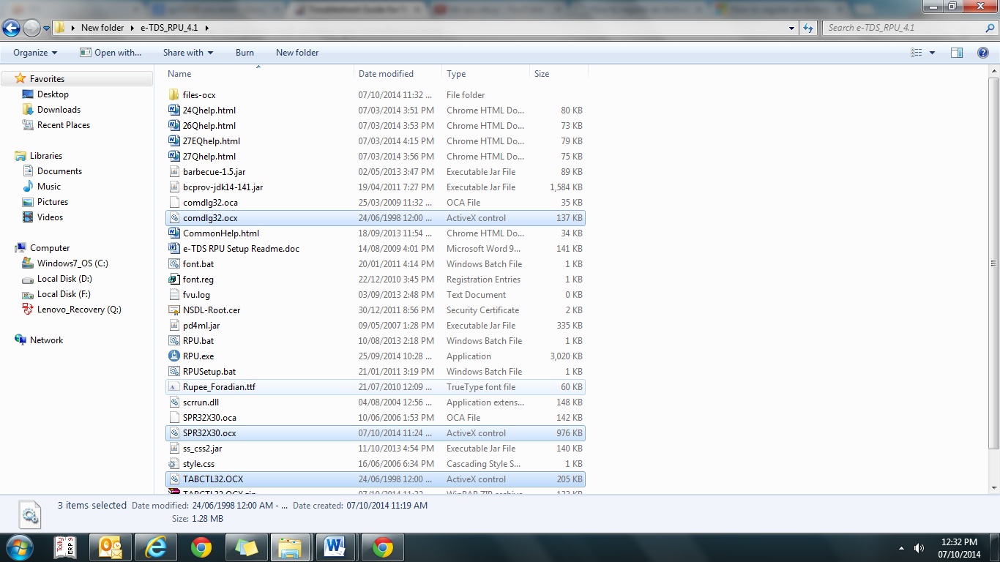 New folder e-TDS_RPU_4.1 Search e-TDS_RPU_4.1
Organize Open with... Share with Burn New folder
Favorites
Desktop
Downloads
Recent Places
Libraries
Documents
Music
Pictures
Videos
Computer
Windows7_OS (C:)
Local Disk (D:)
Local Disk (F:)
Lenovo_Recovery (Q:)
Network
Name Date modified Type Size
files-ocx 07/10/2014 11:32 ... File folder
24Qhelp.html 07/03/2014 3:51 PM Chrome HTML Do... 80 KB
26Qhelp.html 07/03/2014 3:53 PM Chrome HTML Do... 73 KB
27EQhelp.html 07/03/2014 4:15 PM Chrome HTML Do... 79 KB
27Qhelp.html 07/03/2014 3:56 PM Chrome HTML Do... 75 KB
barbecue-1.5.jar 02/05/2013 3:47 PM Executable Jar File 89 KB
bcprov-jdk14-141.jar 19/04/2011 7:27 PM Executable Jar File 1,584 KB
comdlg32.oca 25/03/2009 11:32 ... OCA File 35 KB
comdlg32.ocx 24/06/1998 12:00 ... ActiveX control 137 KB
CommonHelp.html 18/09/2013 11:54 ... Chrome HTML Do... 34 KB
e-TDS RPU Setup Readme.doc 14/08/2009 4:01 PM Microsoft Word 9... 141 KB
font.bat 20/01/2011 4:14 PM Windows Batch File 1 KB
font.reg 22/12/2010 3:45 PM Registration Entries 1 KB
fvu.log 03/09/2013 2:48 PM Text Document 0 KB
NSDL-Root.cer 30/12/2011 8:56 PM Security Certificate 2 KB
pd4ml.jar 09/05/2007 1:28 PM Executable Jar File 335 KB
RPU.bat 10/08/2013 2:18 PM Windows Batch File 1 KB
RPU.exe 25/09/2014 10:28 ... Application 3,020 KB
RPUSetup.bat 21/01/2011 3:19 PM Windows Batch File 1 KB
Rupee_Foradian.ttf 21/07/2010 12:09 ... TrueType font file 60 KB
scrrun.dll 04/08/2004 12:56 ... Application extens... 148 KB
SPR32X30.oca 10/06/2006 1:53 PM OCA File 142 KB
SPR32X30.ocx 07/10/2014 11:24 ... ActiveX control 976 KB
ss_css2.jar 11/10/2013 4:54 PM Executable Jar File 140 KB
style.css 16/06/2006 6:34 PM Cascading Style S... 1 KB
TABCTL32.OCX 24/06/1998 12:00 ... ActiveX control 205 KB
3 items selected Date modified: 24/06/1998 12:00 AM - ... Date created: 07/10/2014 11:19 AM
Size: 1.28 MB
Tally ERP 9
12:32 PM
07/10/2014